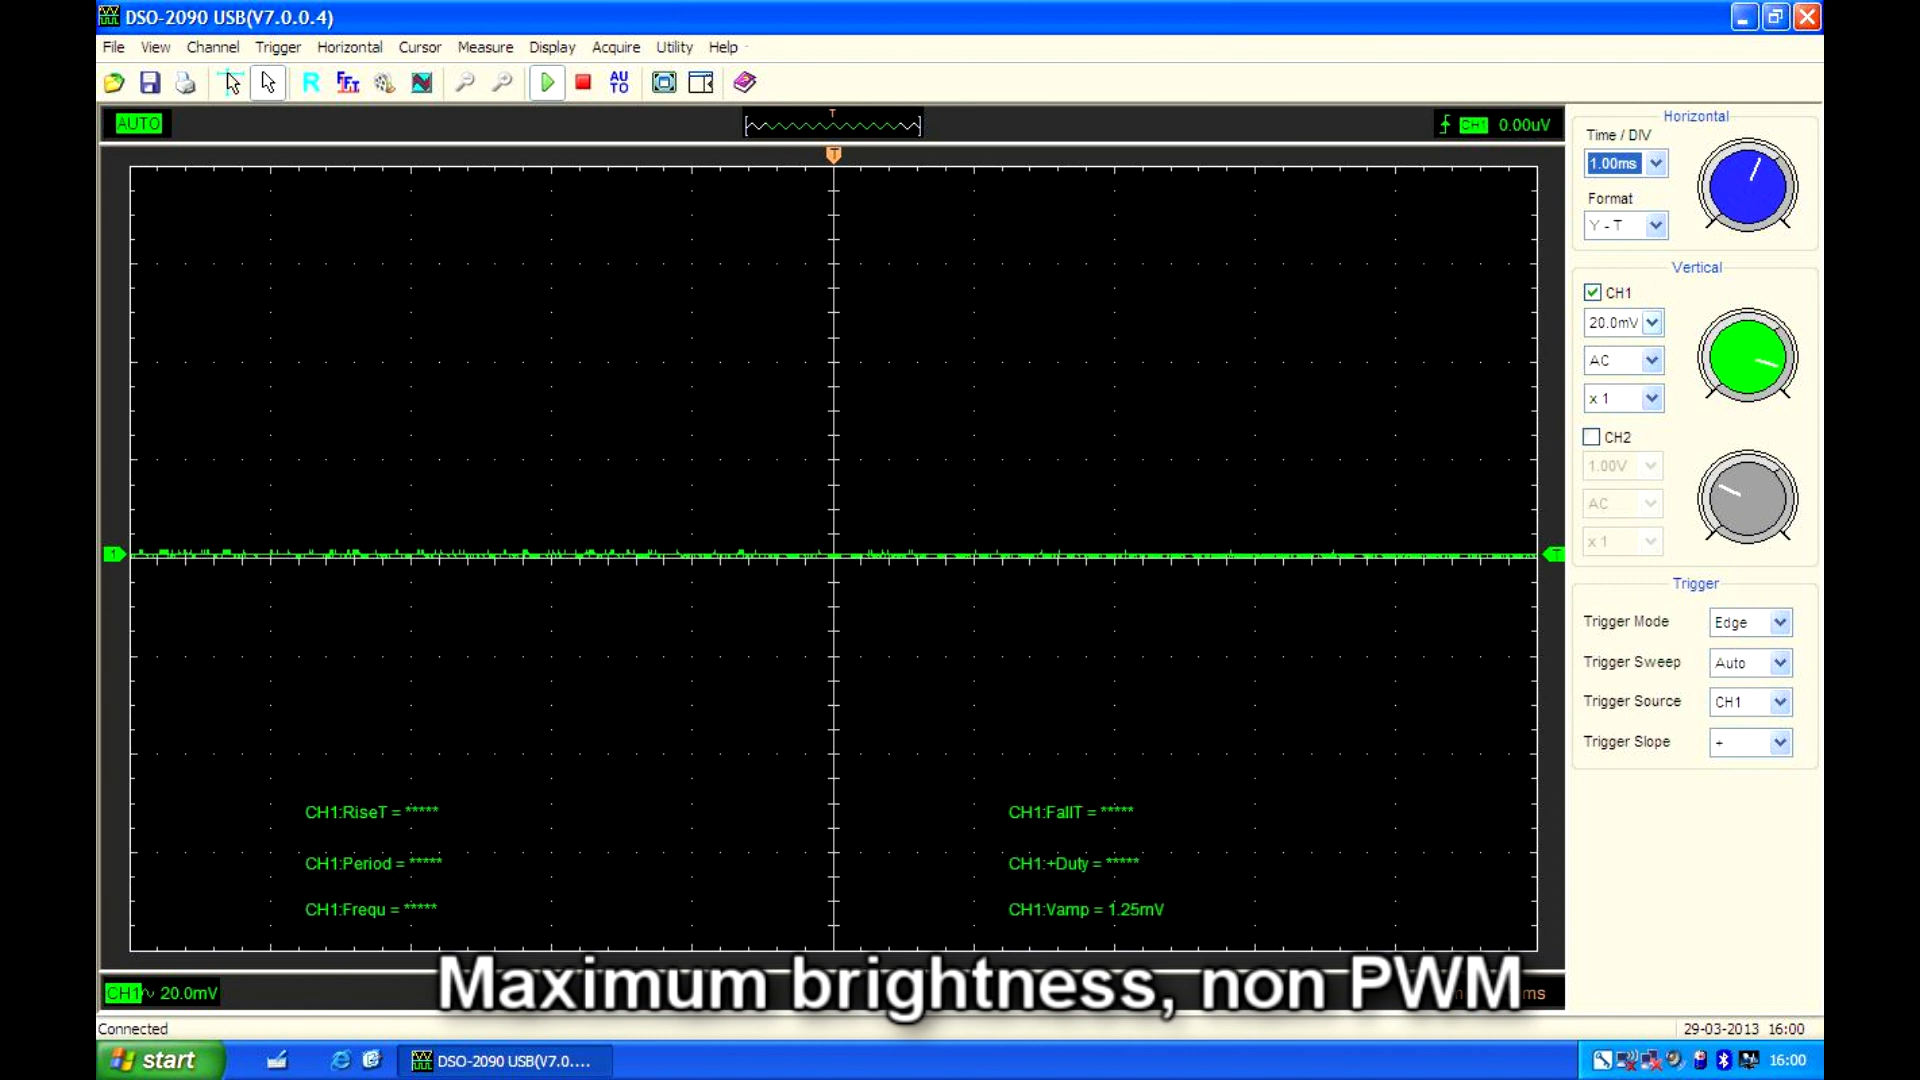 DSO-2090 USB(V7.0.0.4)
File View Channel Trigger Horizontal Cursor Measure Display Acquire Utility Help
R FFT AUTO
AUTO
T
CH1 0.00uV
T
Horizontal
Time / DIV
1.00ms
Format
Y - T
Vertical
CH1
20.0mV
AC
x 1
CH2
1.00V
AC
x 1
1
T
Trigger
Trigger Mode Edge
Trigger Sweep Auto
Trigger Source CH1
Trigger Slope +
CH1:RiseT = ***** CH1:FallT = *****
CH1:Period = ***** CH1:+Duty = *****
CH1:Frequ = ***** CH1:Vamp = 1.25mV
CH1~ 20.0mV
Maximum brightness, non PWM
ms
Connected 29-03-2013 16:00
start DSO-2090 USB(V7.0.... 16:00